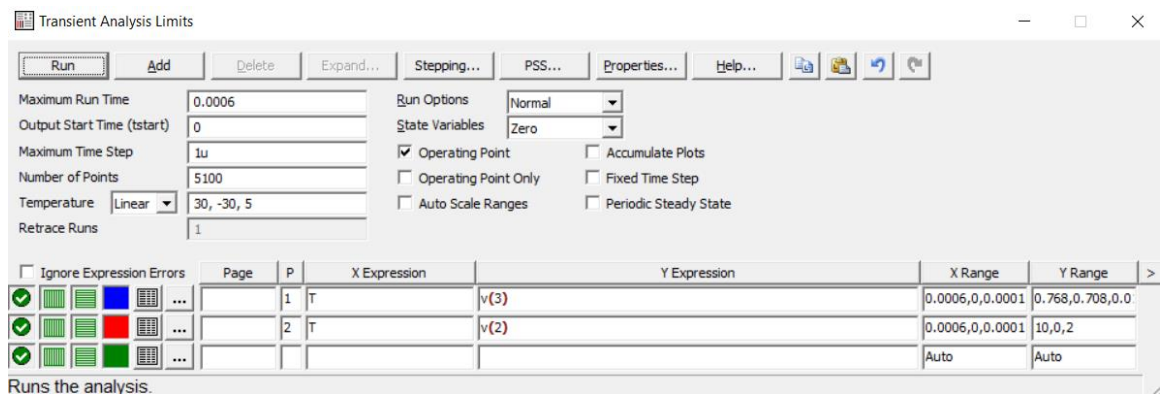 Transient Analysis Limits
Run Add Delete Expand... Stepping... PSS... Properties... Help...
Maximum Run Time 0.0006 Run Options Normal
Output Start Time (tstart) 0 State Variables Zero
Maximum Time Step 1u Operating Point Accumulate Plots
Number of Points 5100 Operating Point Only Fixed Time Step
Temperature Linear 30, -30, 5 Auto Scale Ranges Periodic Steady State
Retrace Runs 1
Ignore Expression Errors Page P X Expression Y Expression X Range Y Range >
... 1 T v(3) 0.0006,0,0.0001 0.768,0.708,0.0
... 2 T v(2) 0.0006,0,0.0001 10,0,2
... Auto Auto
Runs the analysis.